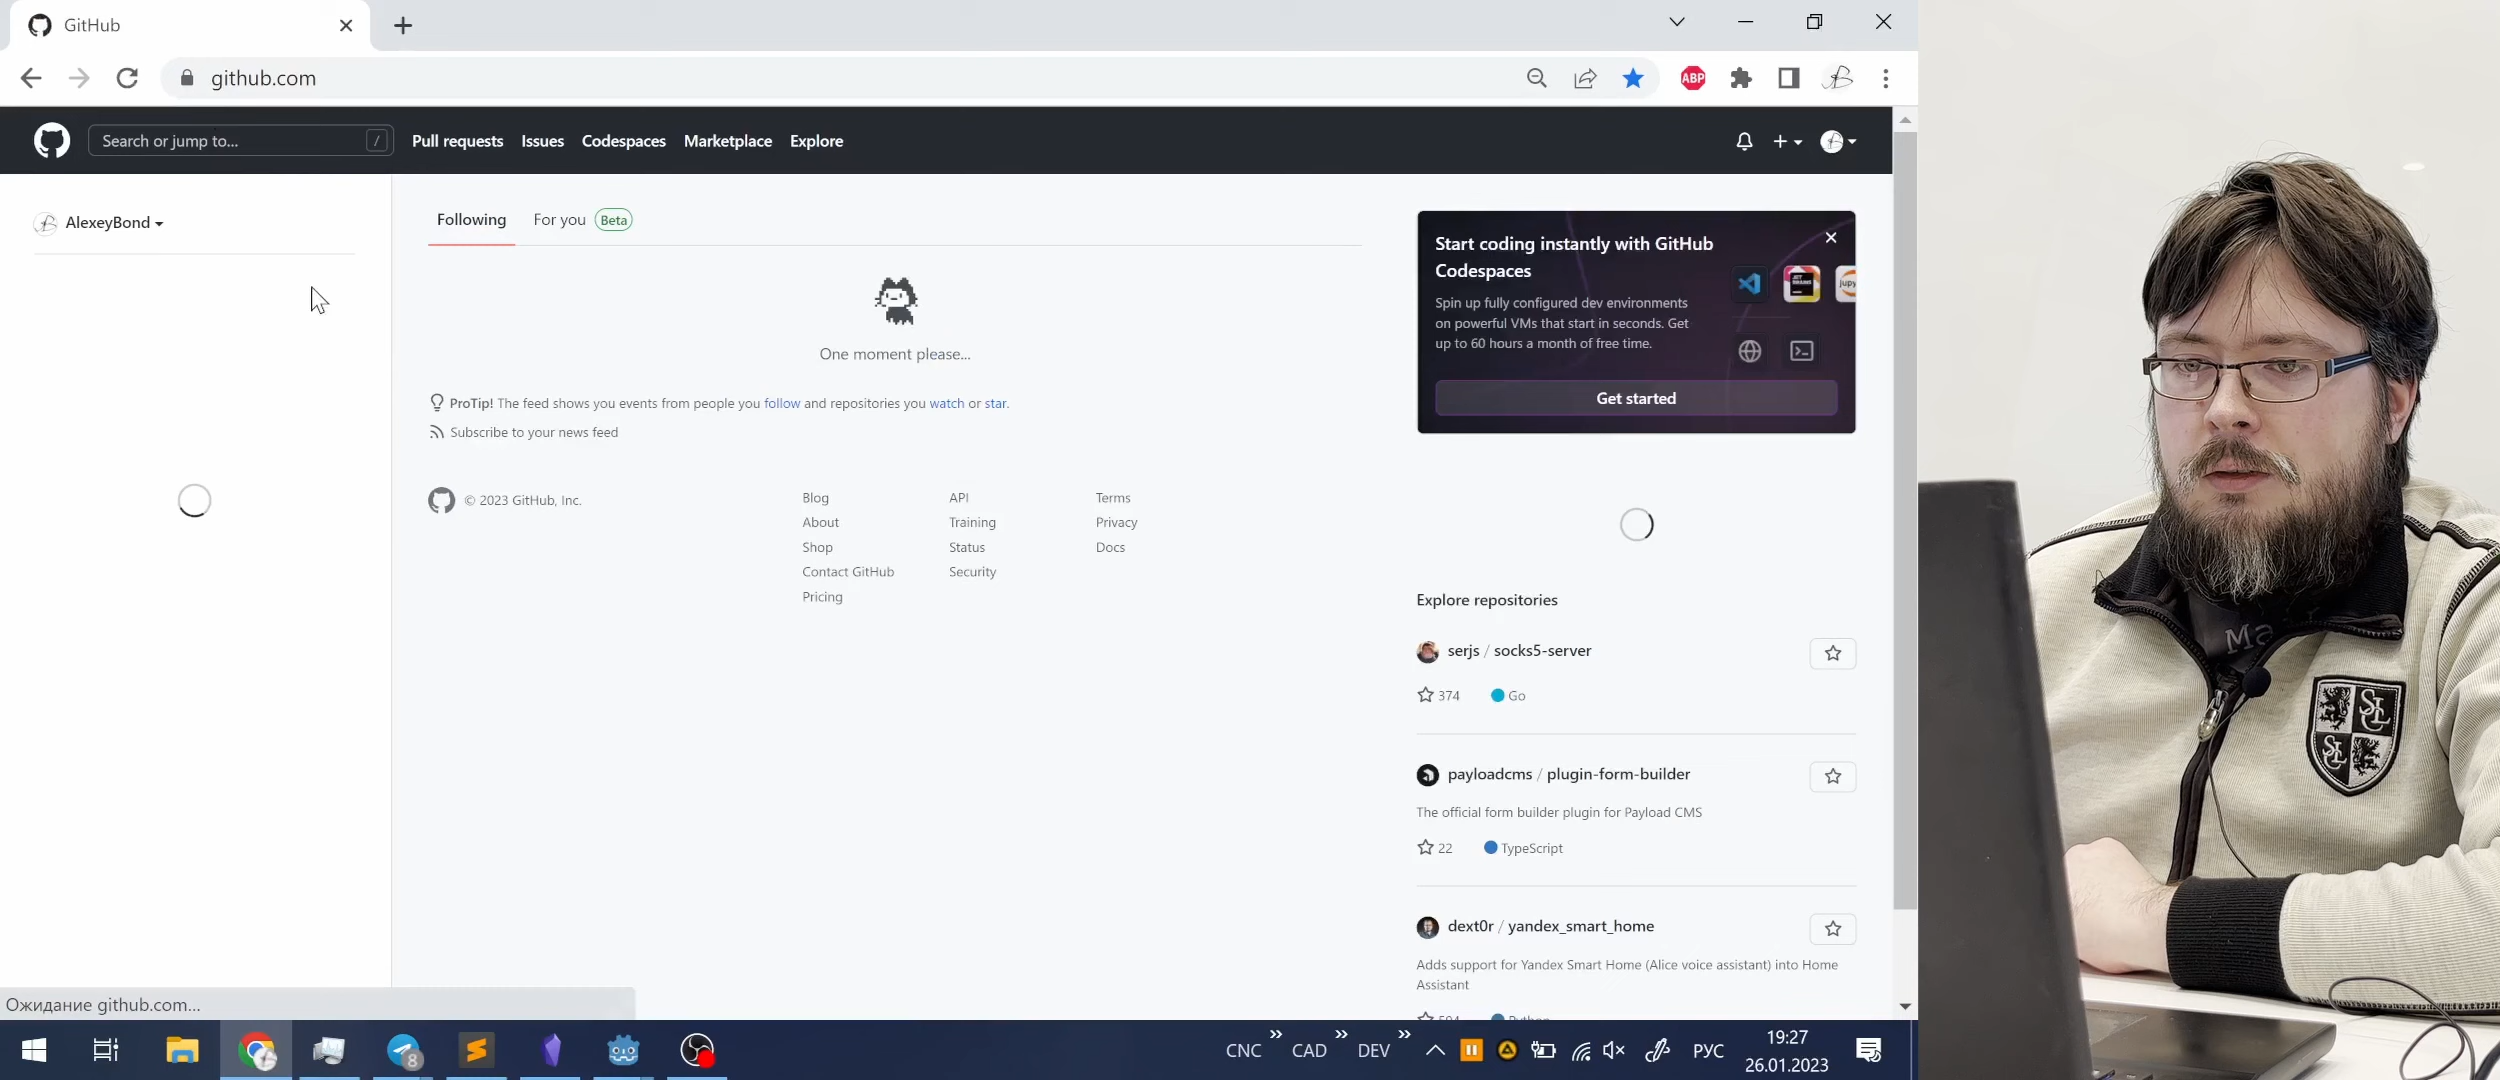 GitHub
github.com
ABP
Search or jump to...
/
Pull requests
Issues
Codespaces
Marketplace
Explore
AlexeyBond
Following
For you
Beta
One moment please...
ProTip! The feed shows you events from people you follow and repositories you watch or star.
Subscribe to your news feed
© 2023 GitHub, Inc.
Blog
About
Shop
Contact GitHub
Pricing
API
Training
Status
Security
Terms
Privacy
Docs
Start coding instantly with GitHub
Codespaces
Spin up fully configured dev environments
on powerful VMs that start in seconds. Get
up to 60 hours a month of free time.
Get started
Explore repositories
serjs / socks5-server
374
Go
payloadcms / plugin-form-builder
The official form builder plugin for Payload CMS
22
TypeScript
dext0r / yandex_smart_home
Adds support for Yandex Smart Home (Alice voice assistant) into Home
Assistant
Python
Ожидание github.com...
8
CNC
CAD
DEV
РУС
19:27
26.01.2023